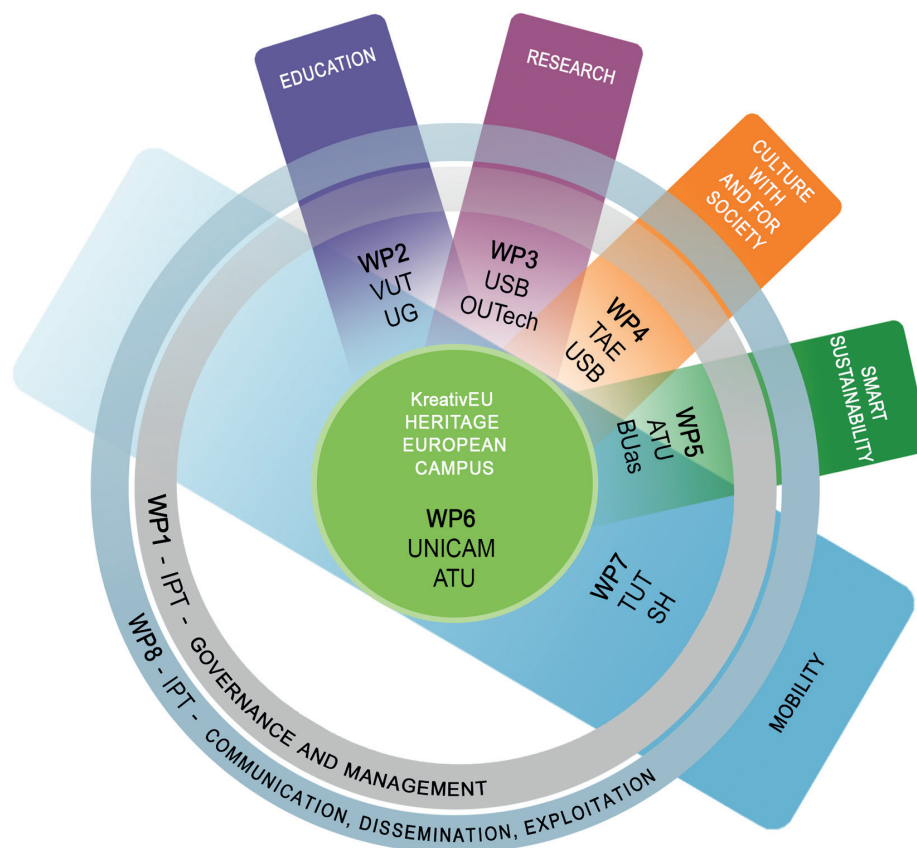 EDUCATION
WP2
VUT
UG
RESEARCH
WP3
USB
OUTech
CULTURE
WITH
AND FOR
SOCIETY
WP4
TAE
USB
SMART
SUSTAINABILITY
WP5
ATU
BUas
MOBILITY
WP7
TUT
SH
KreativEU
HERITAGE
EUROPEAN
CAMPUS
WP6
UNICAM
ATU
WP1 - IPT - GOVERNANCE AND MANAGEMENT
WP8 - IPT - COMMUNICATION, DISSEMINATION, EXPLOITATION